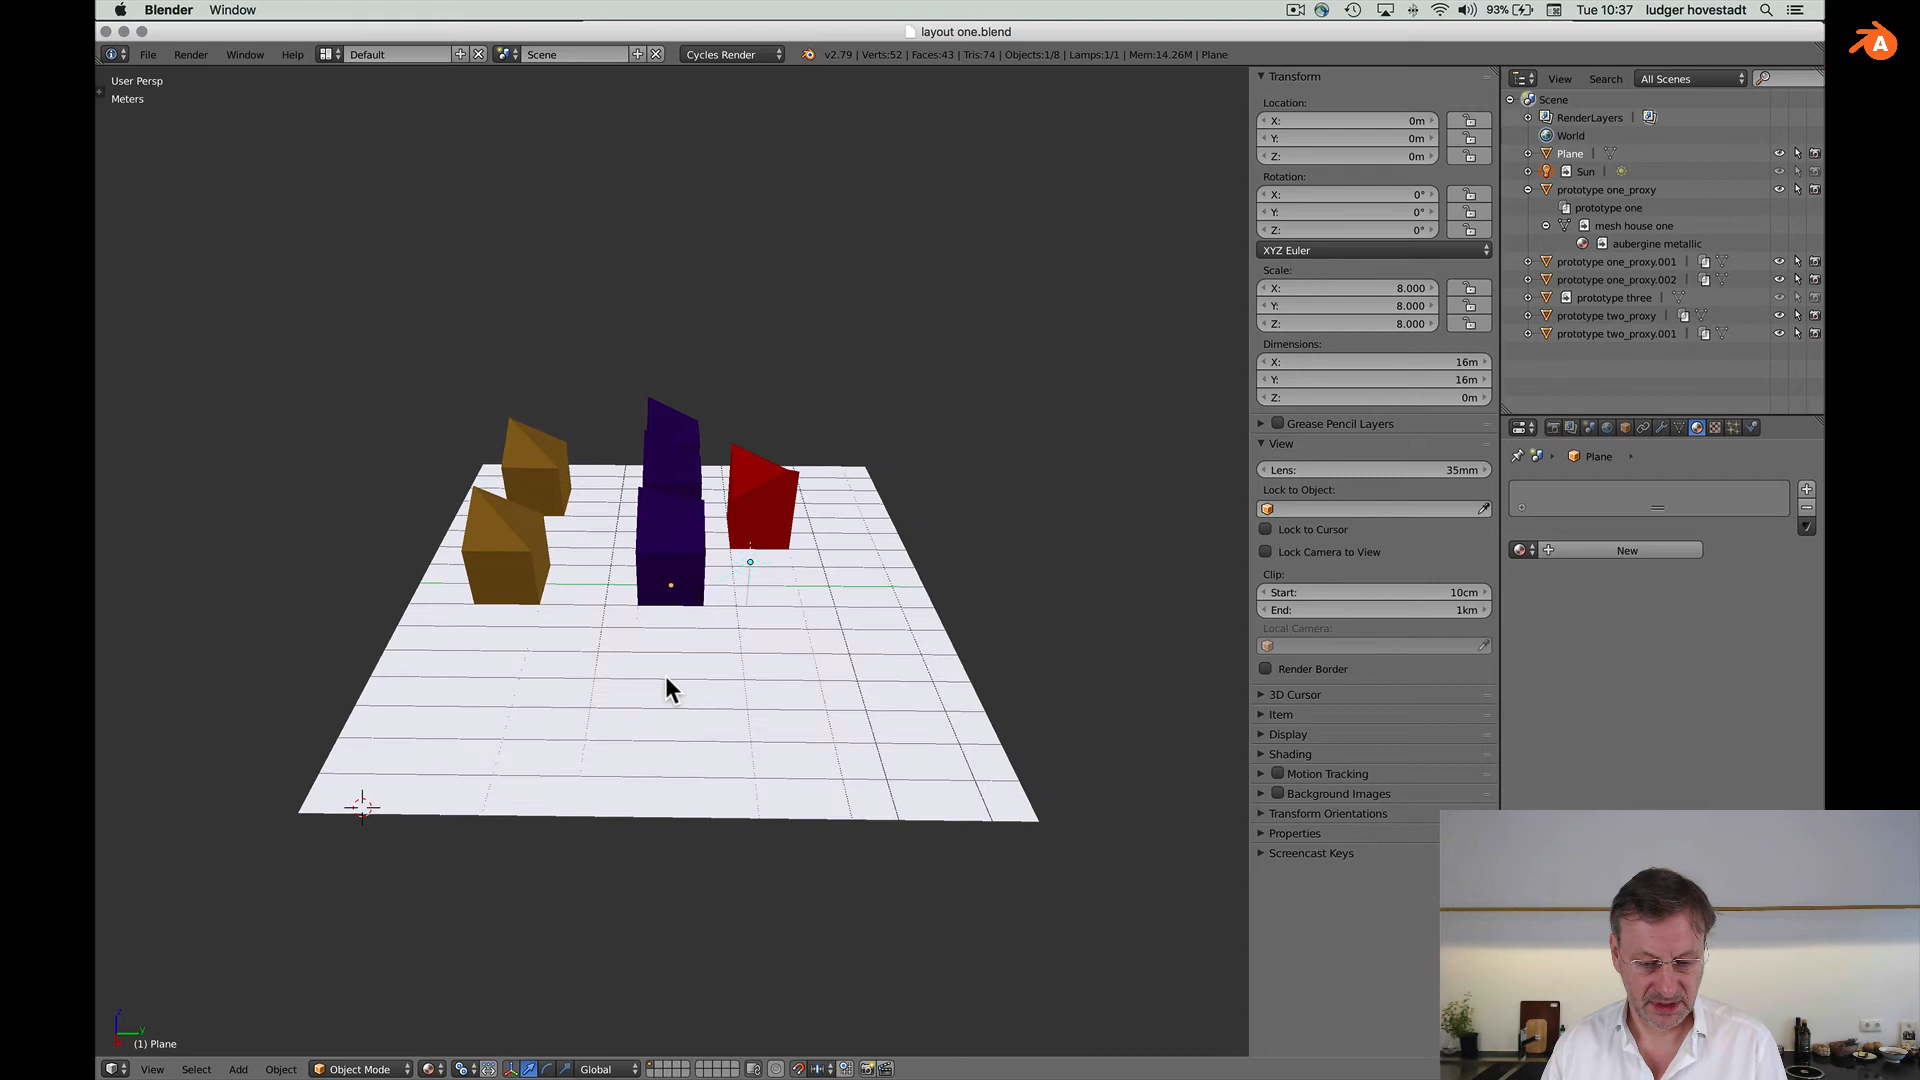 Blender Window
93% Tue 10:37 ludger hovestadt
layout one.blend
File Render Window Help Default Scene Cycles Render v2.79 | Verts:52 | Faces:43 | Tris:74 | Objects:1/8 | Lamps:1/1 | Mem:14.26M | Plane
User Persp
Meters
Transform
Location:
X: 0m
Y: 0m
Z: 0m
Rotation:
X: 0°
Y: 0°
Z: 0°
XYZ Euler
Scale:
X: 8.000
Y: 8.000
Z: 8.000
Dimensions:
X: 16m
Y: 16m
Z: 0m
Grease Pencil Layers
View
Lens: 35mm
Lock to Object:
Lock to Cursor
Lock Camera to View
Clip:
Start: 10cm
End: 1km
Local Camera:
Render Border
3D Cursor
Item
Display
Shading
Motion Tracking
Background Images
Transform Orientations
Properties
Screencast Keys
View Search All Scenes
Scene
RenderLayers
World
Plane
Sun
prototype one_proxy
prototype one
mesh house one
aubergine metallic
prototype one_proxy.001
prototype one_proxy.002
prototype three
prototype two_proxy
prototype two_proxy.001
Plane
New
z
y
(1) Plane
View Select Add Object Object Mode Global
A